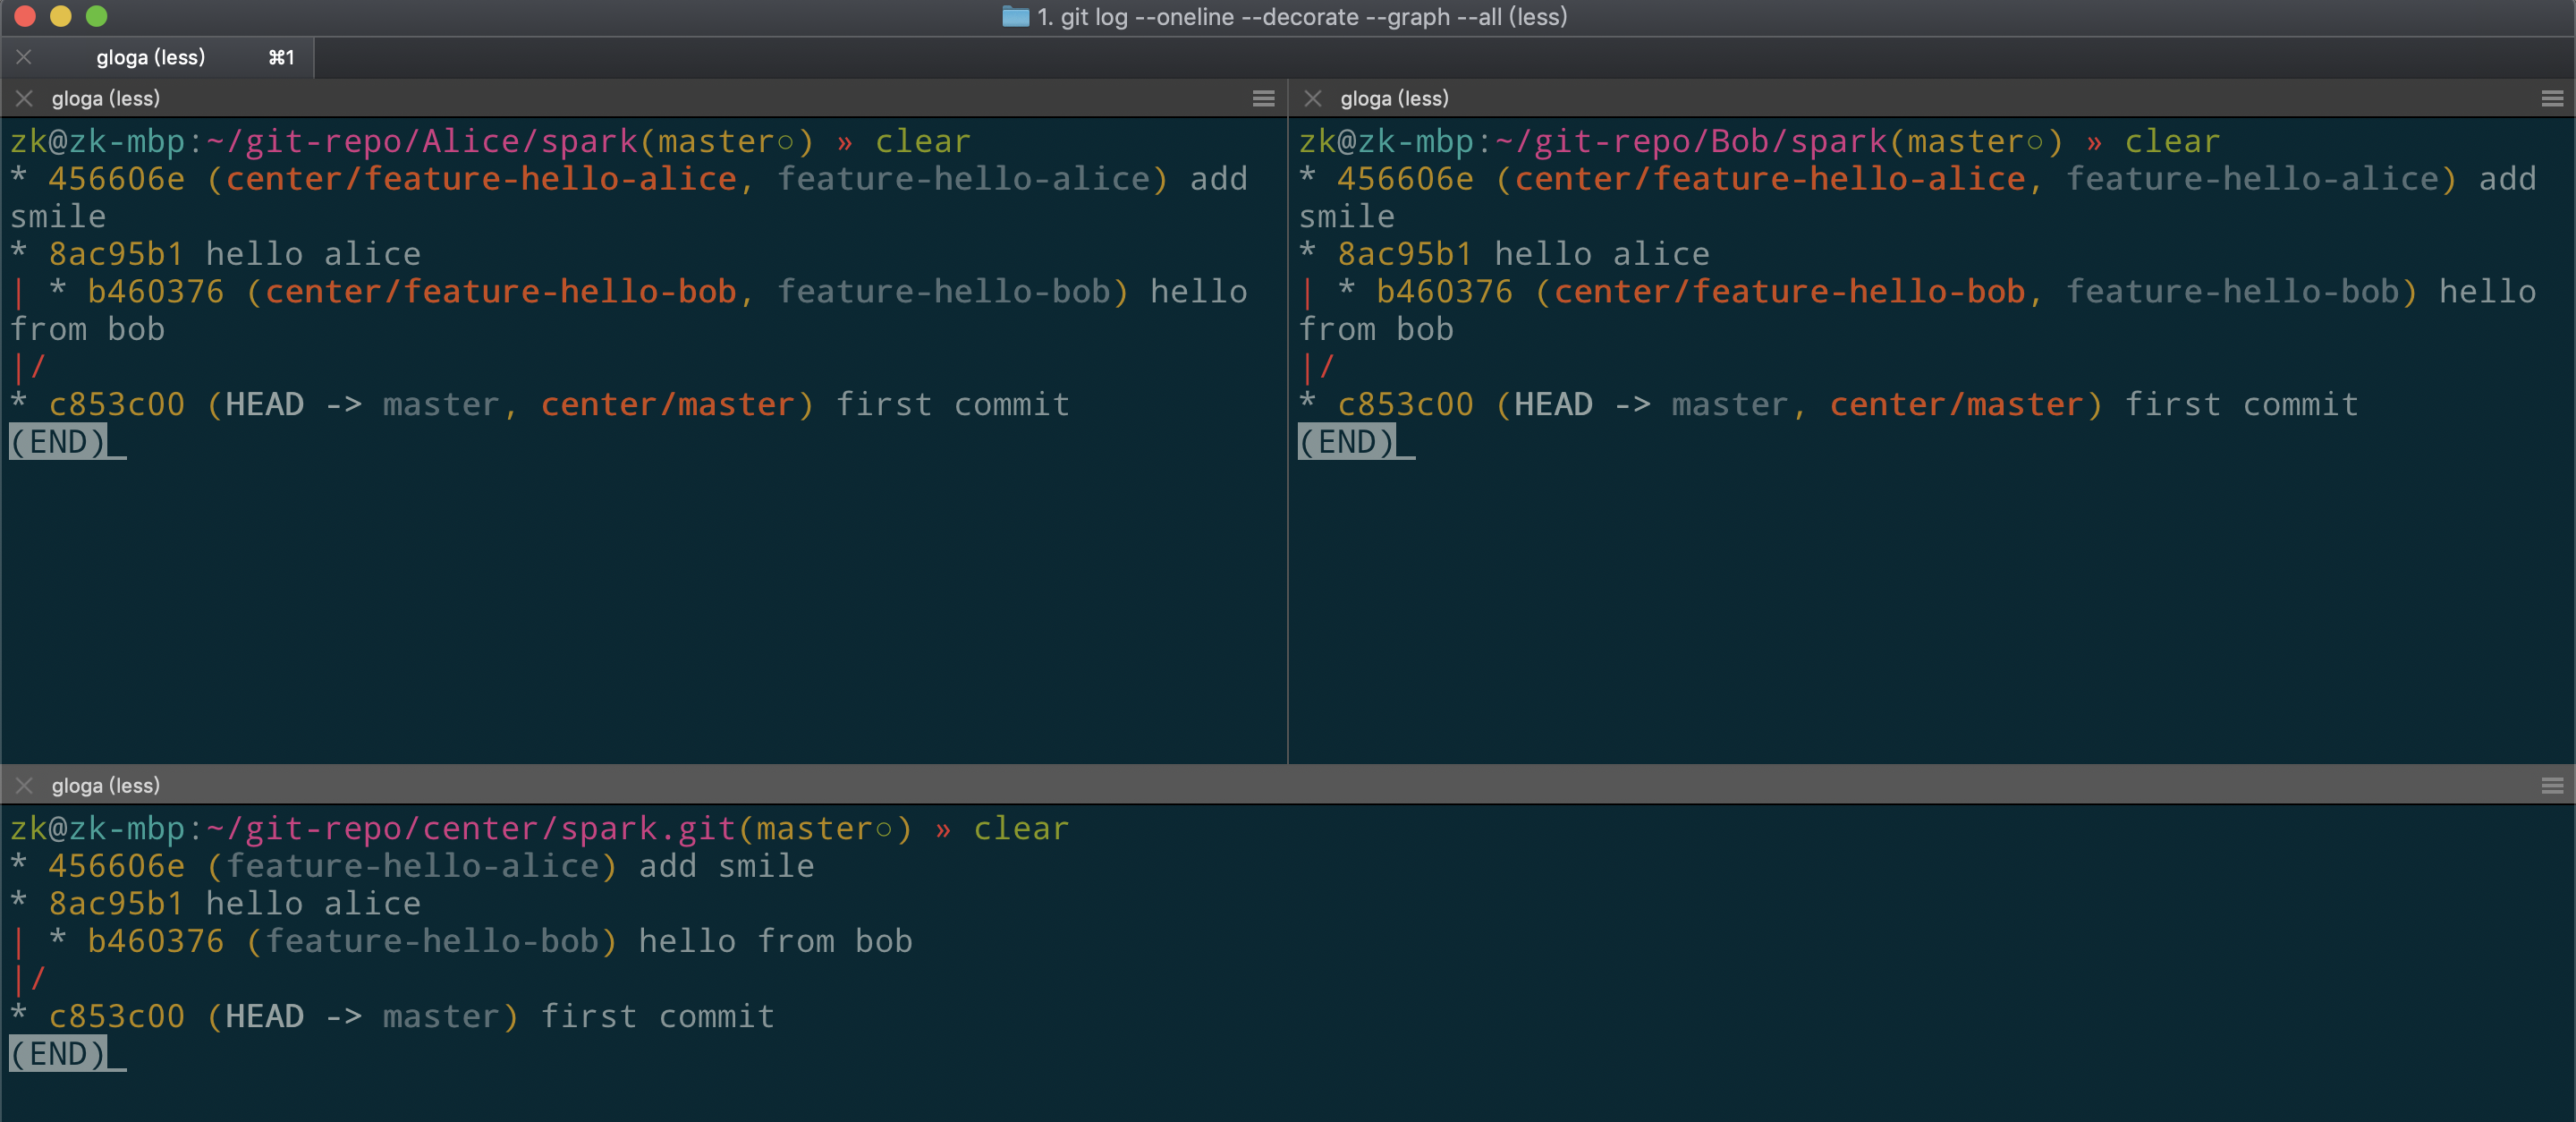 1. git log --oneline --decorate --graph --all (less)
gloga (less) ⌘1
gloga (less)
zk@zk-mbp:~/git-repo/Alice/spark(master○) » clear
* 456606e (center/feature-hello-alice, feature-hello-alice) add
smile
* 8ac95b1 hello alice
| * b460376 (center/feature-hello-bob, feature-hello-bob) hello
from bob
|/
* c853c00 (HEAD -> master, center/master) first commit
(END)_
gloga (less)
zk@zk-mbp:~/git-repo/Bob/spark(master○) » clear
* 456606e (center/feature-hello-alice, feature-hello-alice) add
smile
* 8ac95b1 hello alice
| * b460376 (center/feature-hello-bob, feature-hello-bob) hello
from bob
|/
* c853c00 (HEAD -> master, center/master) first commit
(END)_
gloga (less)
zk@zk-mbp:~/git-repo/center/spark.git(master○) » clear
* 456606e (feature-hello-alice) add smile
* 8ac95b1 hello alice
| * b460376 (feature-hello-bob) hello from bob
|/
* c853c00 (HEAD -> master) first commit
(END)_